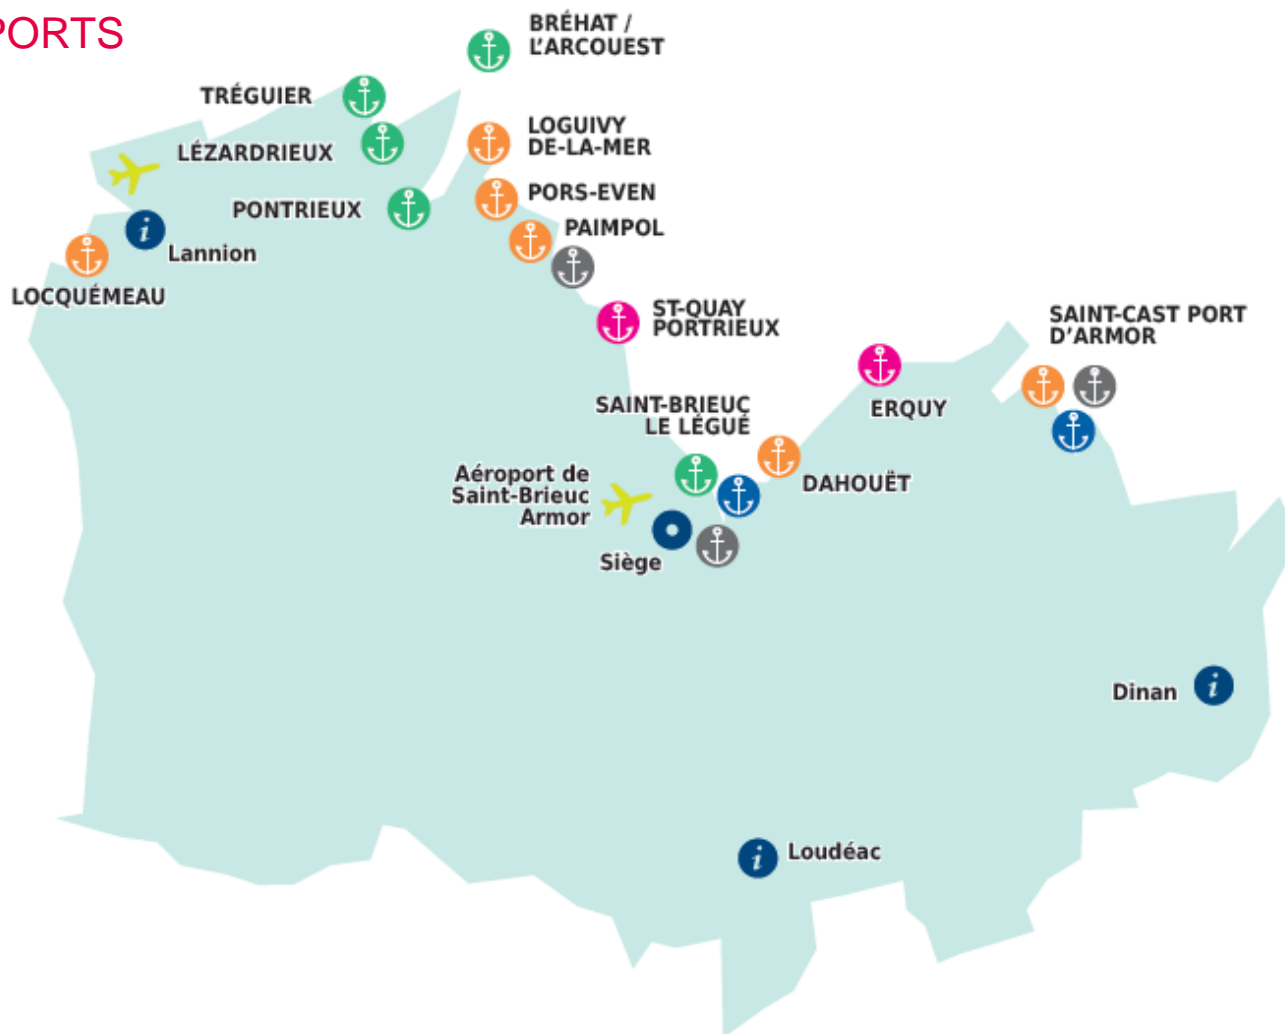 PORTS
BRÉHAT /
L'ARCOUEST
TRÉGUIER
LOGUIVY
DE-LA-MER
LÉZARDRIEUX
PORS-EVEN
PONTRIEUX
PAIMPOL
i
Lannion
LOCQUÉMEAU
ST-QUAY
PORTRIEUX
SAINT-CAST PORT
D'ARMOR
ERQUY
SAINT-BRIEUC
LE LÉGUÉ
DAHOUËT
Aéroport de
Saint-Brieuc
Armor
Siège
Dinan
i
i
Loudéac